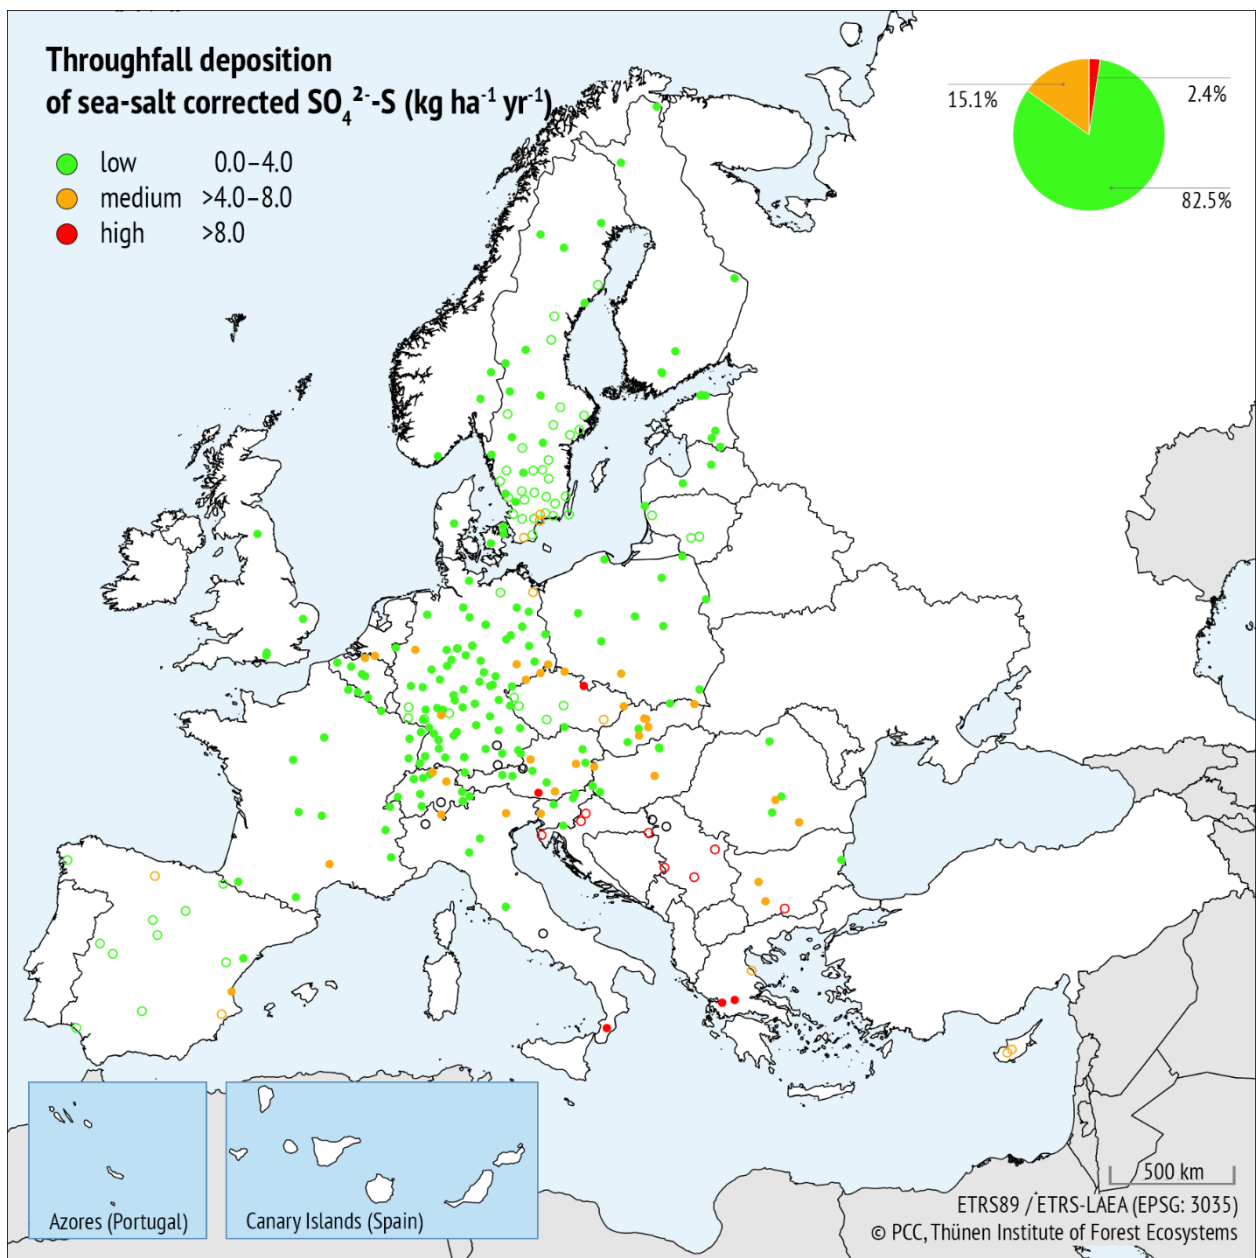 Throughfall deposition
of sea-salt corrected SO₄²⁻-S (kg ha⁻¹ yr⁻¹)
low 0.0–4.0
medium >4.0–8.0
high >8.0
15.1%
2.4%
82.5%
Azores (Portugal)
Canary Islands (Spain)
500 km
ETRS89 / ETRS-LAEA (EPSG: 3035)
© PCC, Thünen Institute of Forest Ecosystems